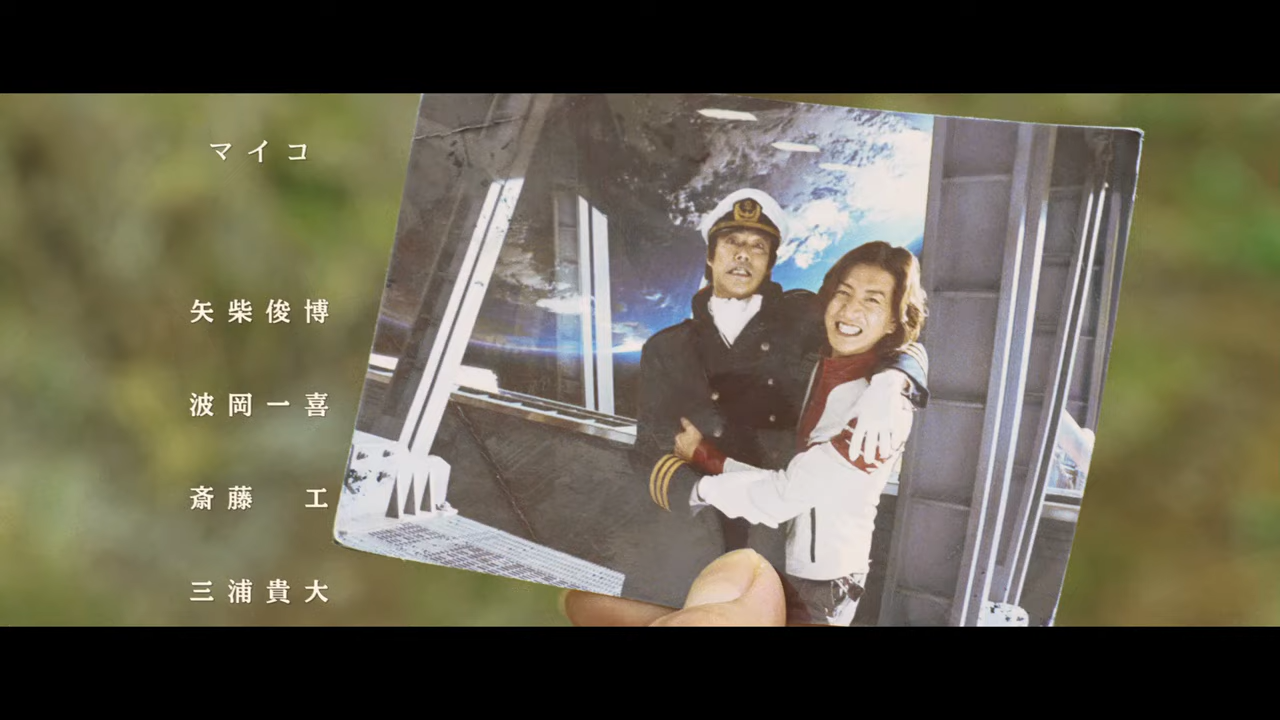 マイコ
矢柴俊博
波岡一喜
斎藤　工
三浦貴大